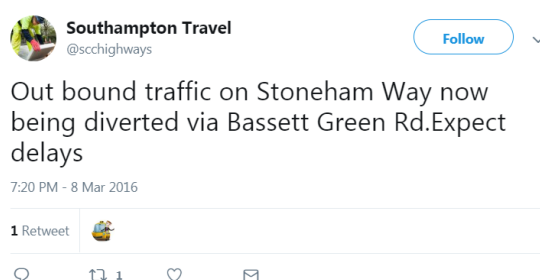 Southampton Travel
@scchighways
Follow
Out bound traffic on Stoneham Way now
being diverted via Bassett Green Rd.Expect
delays
7:20 PM - 8 Mar 2016
1 Retweet
1